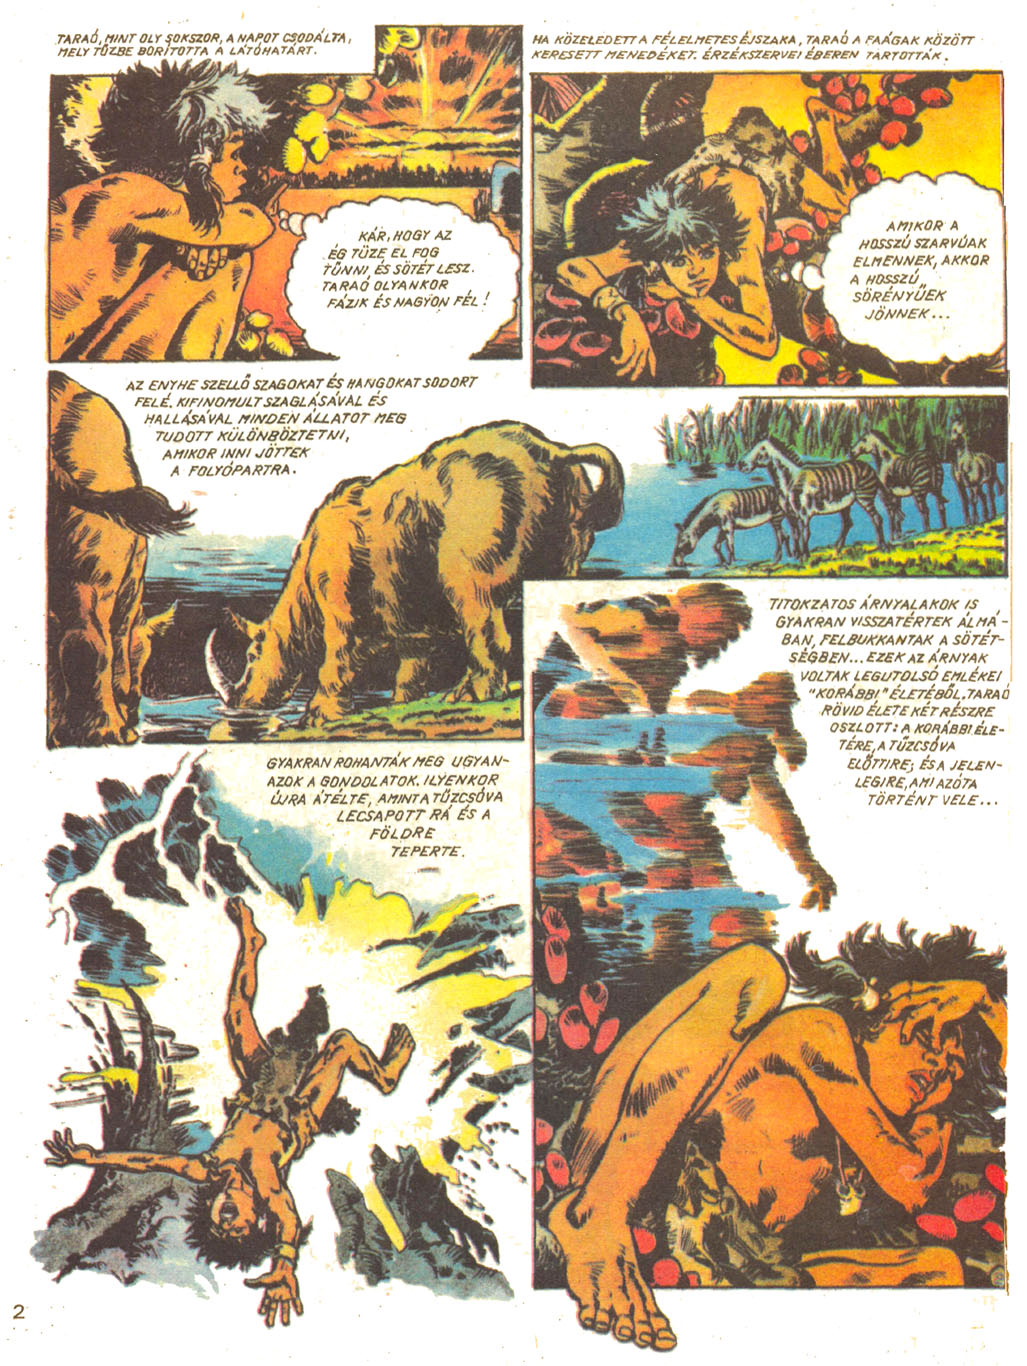 TARAÓ, MINT OLY SOKSZOR, A NAPOT CSODÁLTA,
MELY TŰZBE BORÍTOTTA A LÁTÓHATÁRT.
KÁR, HOGY AZ
ÉG TÜZE EL FOG
TŰNNI ÉS SÖTÉT LESZ.
TARAÓ OLYANKOR
FÁZIK ÉS NAGYON FÉL!
HA KÖZELEDETT A FÉLELMETES ÉJSZAKA, TARAÓ A FAÁGAK KÖZÖTT
KERESETT MENEDÉKET. ÉRZÉKSZERVEI ÉBEREN TARTOTTÁK.
AMIKOR A
HOSSZÚ SZARVÚAK
ELMENNEK, AKKOR
A HOSSZÚ
SÖRÉNYŰEK
JÖNNEK...
AZ ENYHE SZELLŐ SZAGOKAT ÉS HANGOKAT SODORT
FELÉ, KIFINOMULT SZAGLÁSÁVAL ÉS
HALLÁSÁVAL MINDEN ÁLLATOT MEG
TUDOTT KÜLÖNBÖZTETNI,
AMIKOR INNI JÖTTEK
A FOLYÓPARTRA.
TITOKZATOS ÁRNYALAKOK IS
GYAKRAN VISSZATÉRTEK ÁLMÁ-
BAN, FELBUKKANTAK A SÖTÉT-
SÉGBEN... EZEK AZ ÁRNYAK
VOLTAK LEGUTOLSÓ EMLÉKEI
"KORÁBBI" ÉLETÉBŐL. TARAÓ
RÖVID ÉLETE KÉT RÉSZRE
OSZLOTT: A KORÁBBI ÉLE-
TÉRE, A TŰZCSÓVA
ELŐTTIRE; ÉS A JELEN-
LEGIRE, AMI AZÓTA
TÖRTÉNT VELE...
GYAKRAN ROHANTÁK MEG UGYAN-
AZOK A GONDOLATOK. ILYENKOR
ÚJRA ÁTÉLTE, AMINT A TŰZCSÓVA
LECSAPOTT RÁ ÉS A
FÖLDRE
TEPERTE.
2